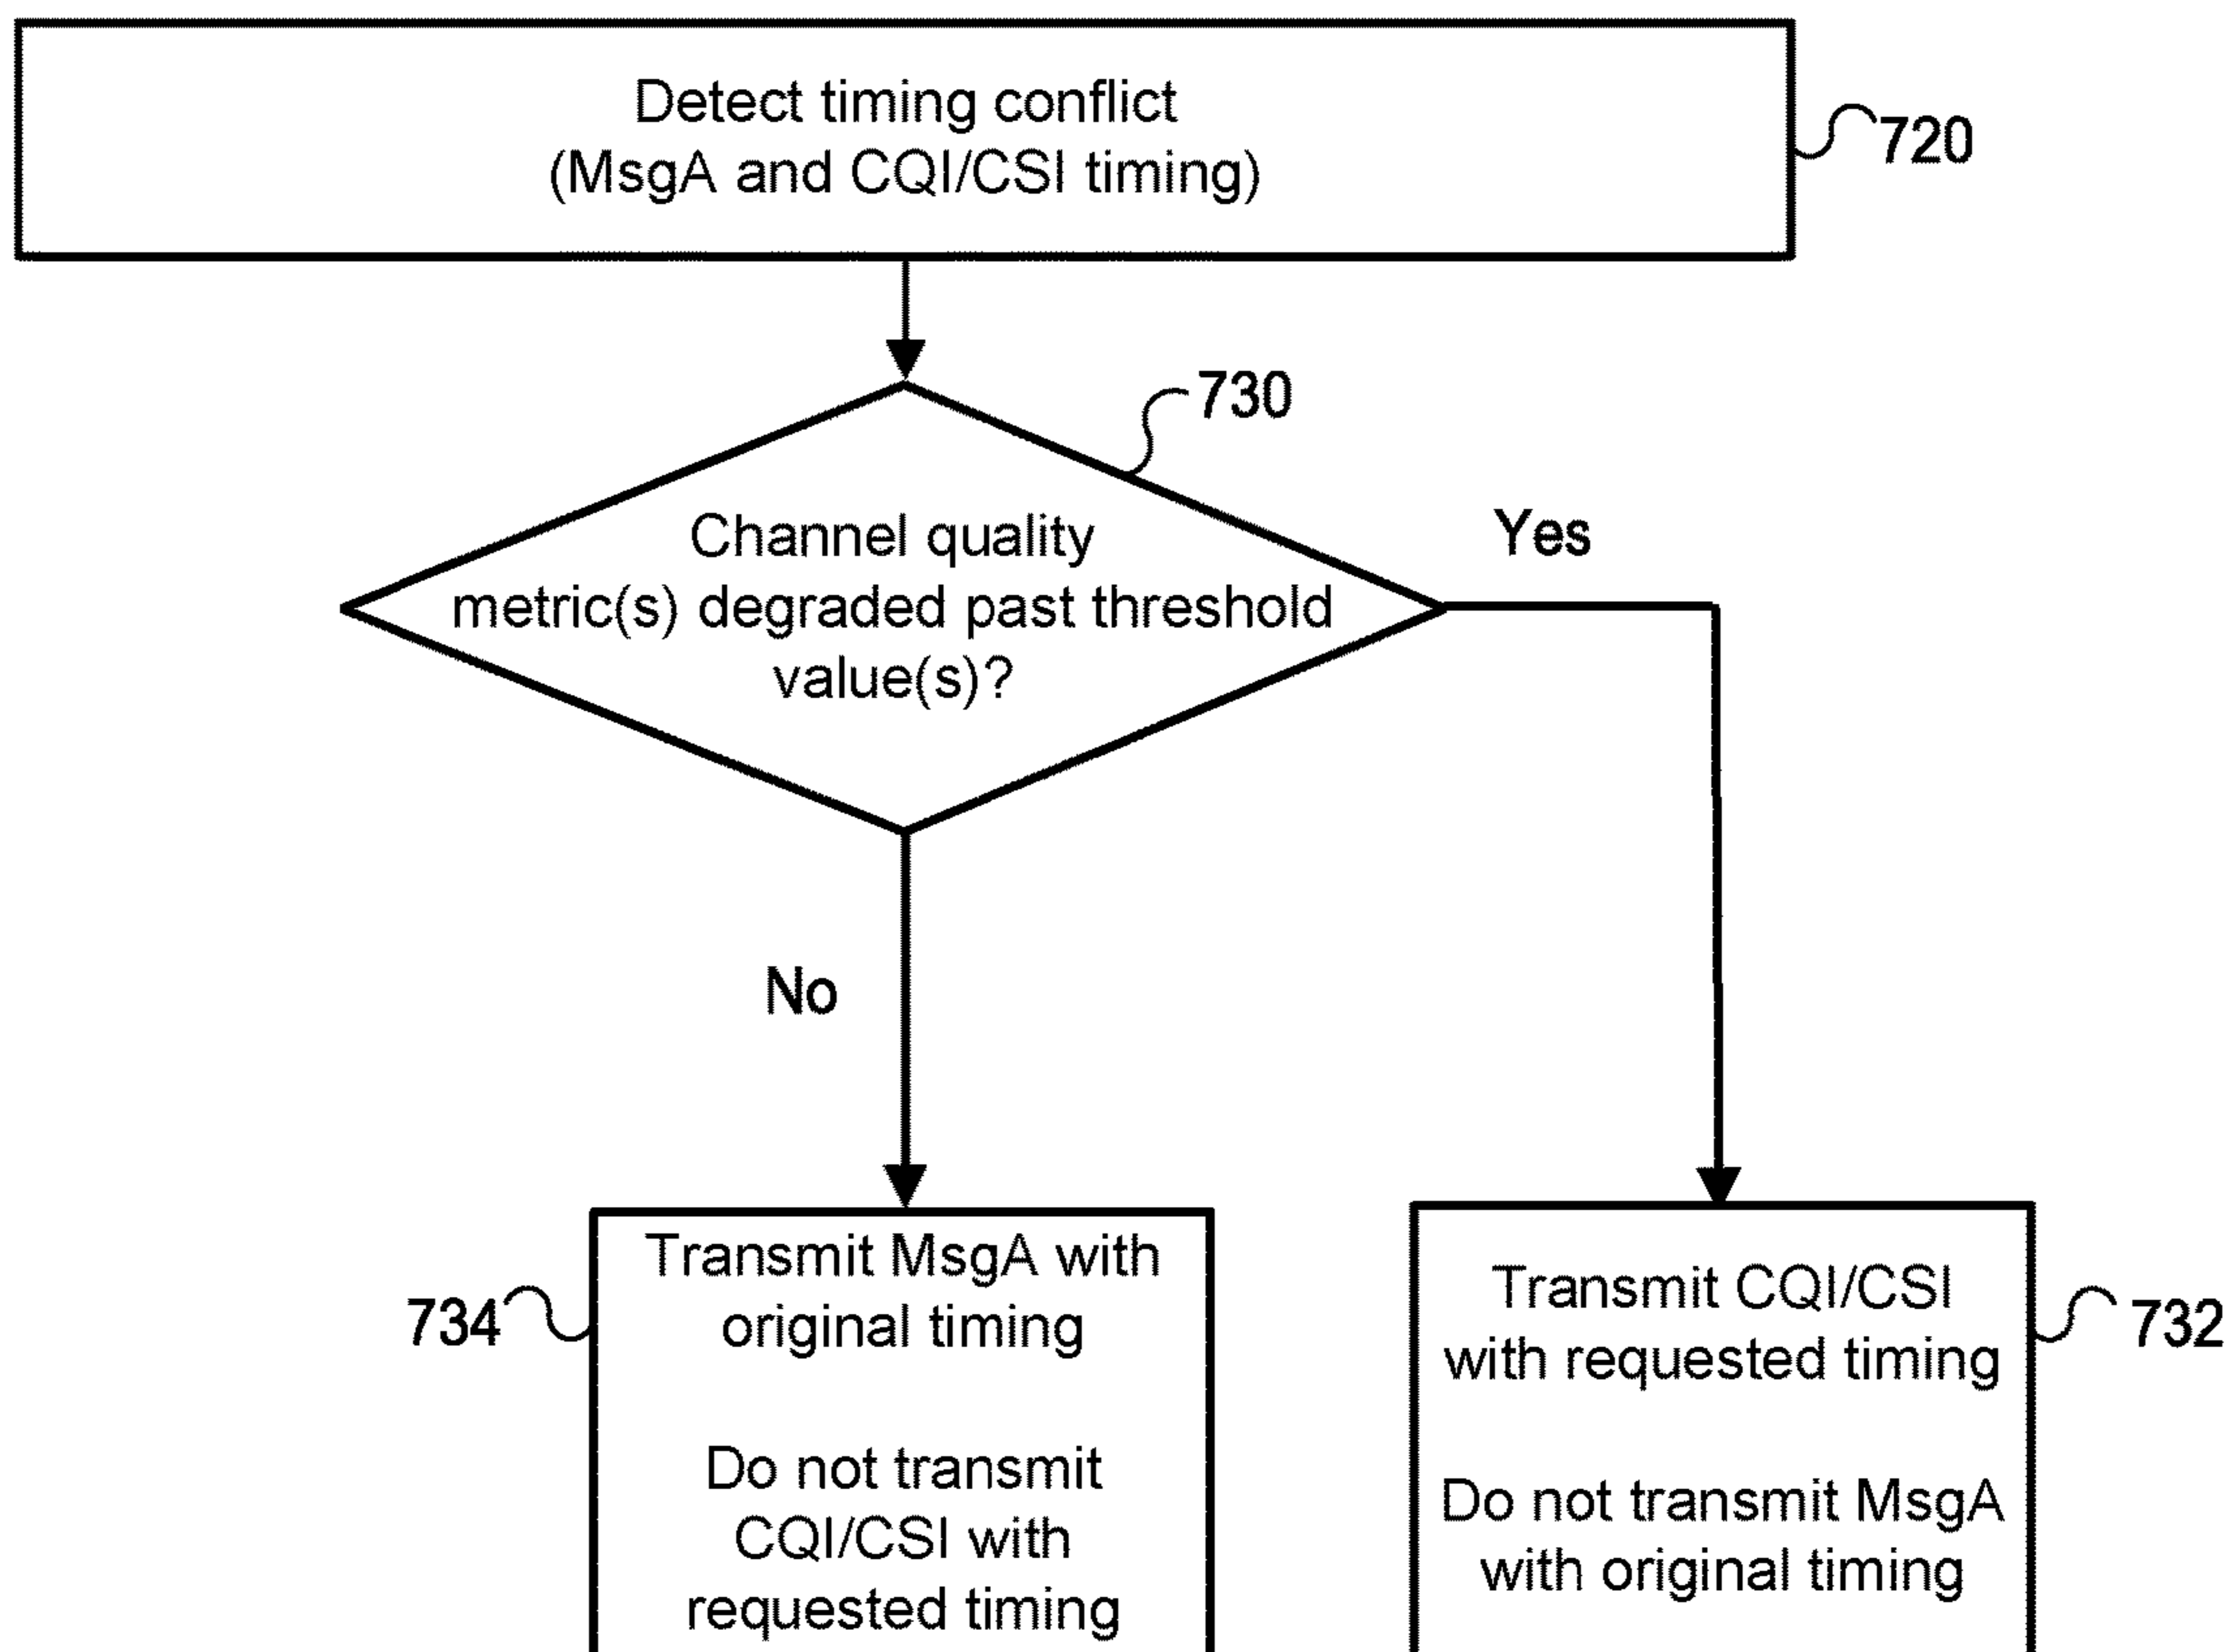 Detect timing conflict
(MsgA and CQI/CSI timing)
720
730
Channel quality
metric(s) degraded past threshold
value(s)?
Yes
No
Transmit MsgA with
original timing
Do not transmit
CQI/CSI with
requested timing
734
Transmit CQI/CSI
with requested timing
Do not transmit MsgA
with original timing
732